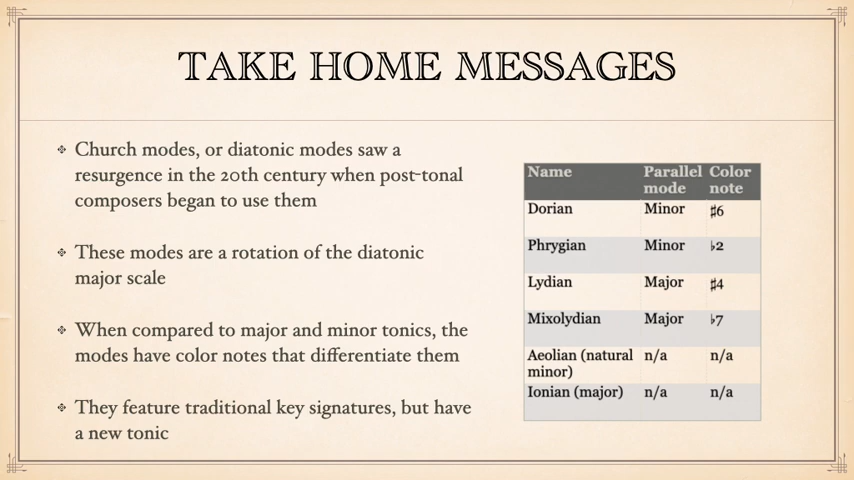 TAKE HOME MESSAGES
Church modes, or diatonic modes saw a
resurgence in the 20th century when post-tonal
composers began to use them
These modes are a rotation of the diatonic
major scale
When compared to major and minor tonics, the
modes have color notes that differentiate them
They feature traditional key signatures, but have
a new tonic
Name Parallel mode Color note
Dorian Minor ♯6
Phrygian Minor ♭2
Lydian Major ♯4
Mixolydian Major ♭7
Aeolian (natural minor) n/a n/a
Ionian (major) n/a n/a